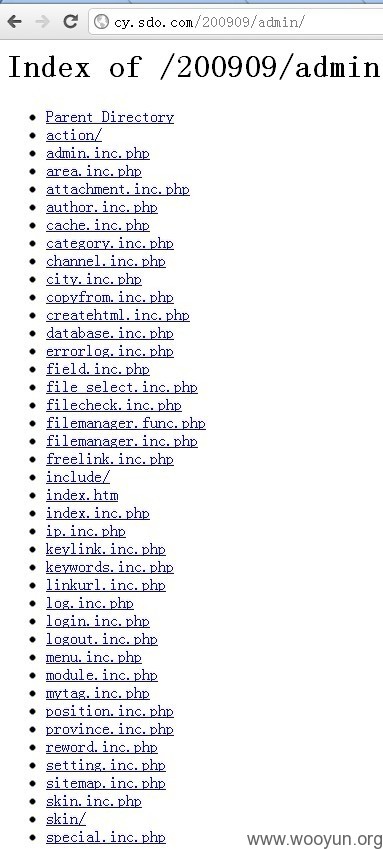 cy.sdo.com/200909/admin/
Index of /200909/admin
Parent Directory
action/
admin.inc.php
area.inc.php
attachment.inc.php
author.inc.php
cache.inc.php
category.inc.php
channel.inc.php
city.inc.php
copyfrom.inc.php
createhtml.inc.php
database.inc.php
errorlog.inc.php
field.inc.php
file_select.inc.php
filecheck.inc.php
filemanager.func.php
filemanager.inc.php
freelink.inc.php
include/
index.htm
index.inc.php
ip.inc.php
keylink.inc.php
keywords.inc.php
linkurl.inc.php
log.inc.php
login.inc.php
logout.inc.php
menu.inc.php
module.inc.php
mytag.inc.php
position.inc.php
province.inc.php
reword.inc.php
setting.inc.php
sitemap.inc.php
skin.inc.php
skin/
special.inc.php
www.wooyun.org